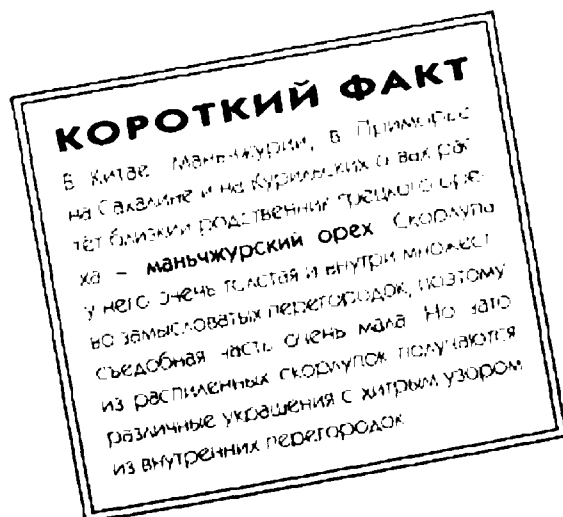 КОРОТКИЙ ФАКТ
В Китае, Маньчжурии, в Приморье,
на Сахалине и на Курильских о-вах рас-
тёт близкий родственник грецкого оре-
ха – маньчжурский орех. Скорлупа
у него очень толстая и внутри множест-
во замысловатых перегородок, поэтому
съедобная часть очень мала. Но зато
из распиленных скорлупок получаются
различные украшения с хитрым узором
из внутренних перегородок.